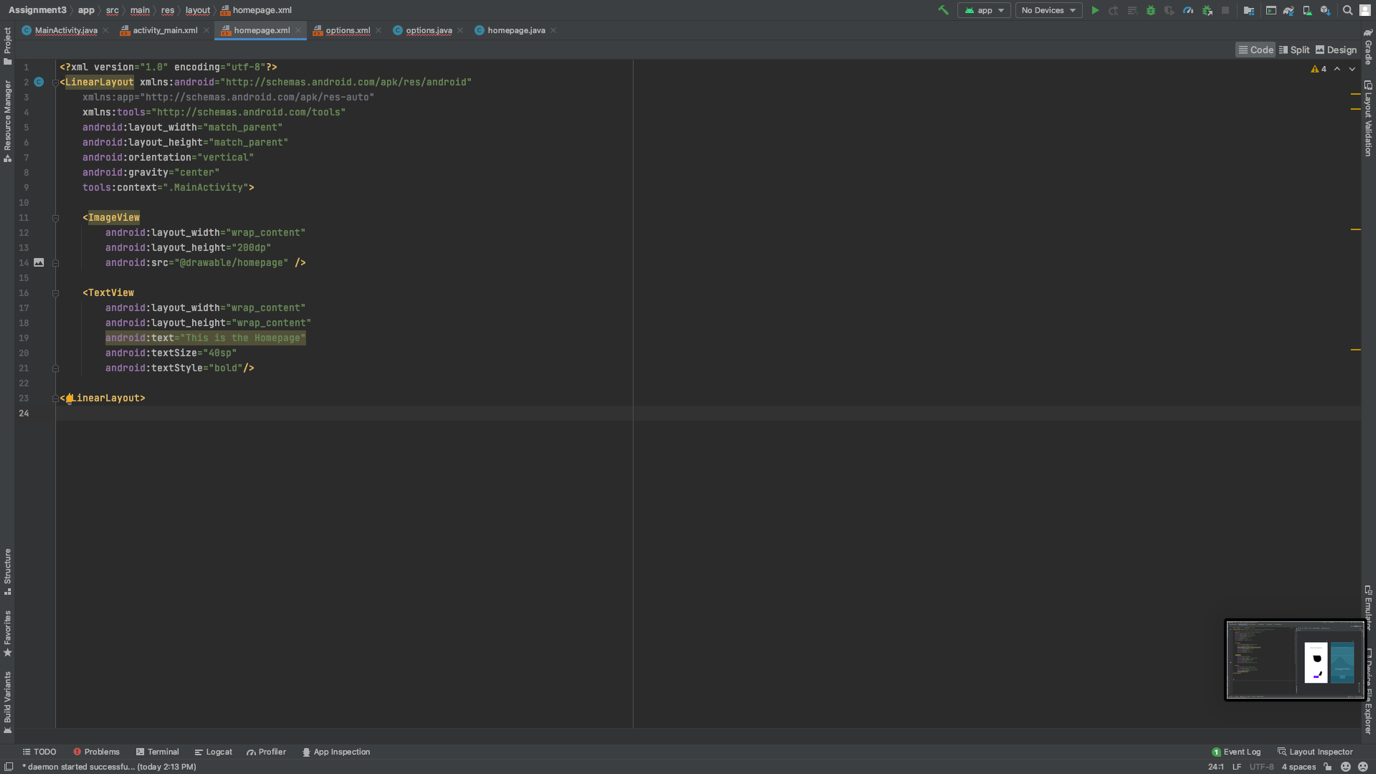 Assignment3 app src main res layout homepage.xml
app No Devices
MainActivity.java activity_main.xml homepage.xml options.xml options.java homepage.java
Code Split Design
Project
Resource Manager
Structure
Favorites
Build Variants
1 <?xml version="1.0" encoding="utf-8"?>
2 <LinearLayout xmlns:android="http://schemas.android.com/apk/res/android"
3 xmlns:app="http://schemas.android.com/apk/res-auto"
4 xmlns:tools="http://schemas.android.com/tools"
5 android:layout_width="match_parent"
6 android:layout_height="match_parent"
7 android:orientation="vertical"
8 android:gravity="center"
9 tools:context=".MainActivity">
10
11 <ImageView
12 android:layout_width="wrap_content"
13 android:layout_height="200dp"
14 android:src="@drawable/homepage" />
15
16 <TextView
17 android:layout_width="wrap_content"
18 android:layout_height="wrap_content"
19 android:text="This is the Homepage"
20 android:textSize="40sp"
21 android:textStyle="bold"/>
22
23 </LinearLayout>
24
4
Gradle
Layout Validation
Emulator
Device File Explorer
TODO Problems Terminal Logcat Profiler App Inspection
1 Event Log Layout Inspector
* daemon started successfu... (today 2:13 PM)
24:1 LF UTF-8 4 spaces